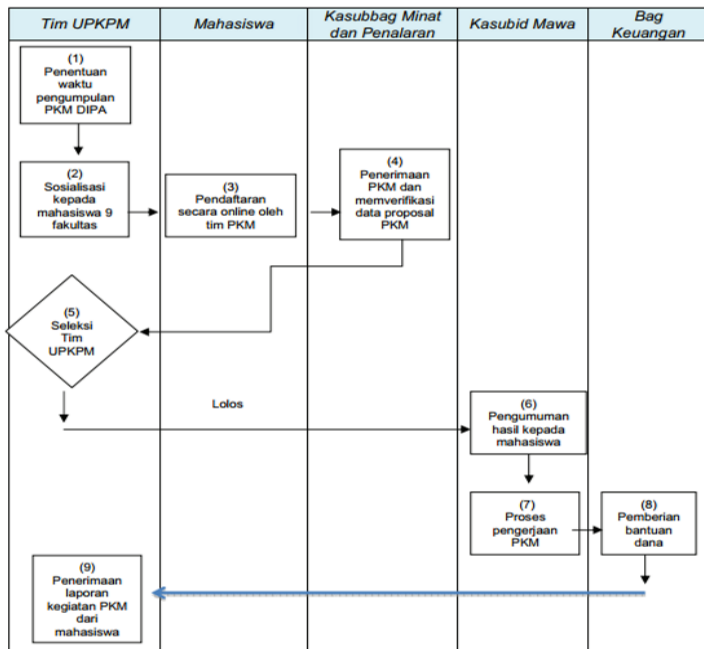 Tim UPKPM
Mahasiswa
Kasubbag Minat
dan Penalaran
Kasubid Mawa
Bag
Keuangan
(1)
Penentuan
waktu
pengumpulan
PKM DIPA
(2)
Sosialisasi
kepada
mahasiswa 9
fakultas
(3)
Pendaftaran
secara online oleh
tim PKM
(4)
Penerimaan
PKM dan
memverifikasi
data proposal
PKM
(5)
Seleksi
Tim
UPKPM
Lolos
(6)
Pengumuman
hasil kepada
mahasiswa
(7)
Proses
pengerjaan
PKM
(8)
Pemberian
bantuan
dana
(9)
Penerimaan
laporan
kegiatan PKM
dari
mahasiswa